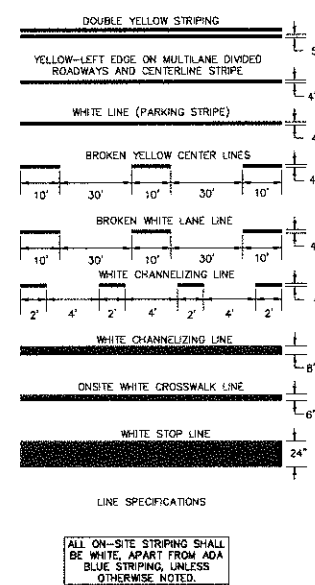 DOUBLE YELLOW STRIPING
5
YELLOW-LEFT EDGE ON MULTILANE DIVIDED
ROADWAYS AND CENTERLINE STRIPE
4"
WHITE LINE (PARKING STRIPE)
4
BROKEN YELLOW CENTER LINES
4
10' 30' 10' 30' 10'
BROKEN WHITE LANE LINE
4
10' 30' 10' 30' 10'
WHITE CHANNELIZING LINE
2' 4' 2' 4' 2' 4' 2'
WHITE CHANNELIZING LINE
8"
ONSITE WHITE CROSSWALK LINE
6"
WHITE STOP LINE
24"
LINE SPECIFICATIONS
ALL ON-SITE STRIPING SHALL
BE WHITE, APART FROM ADA
BLUE STRIPING, UNLESS
OTHERWISE NOTED.